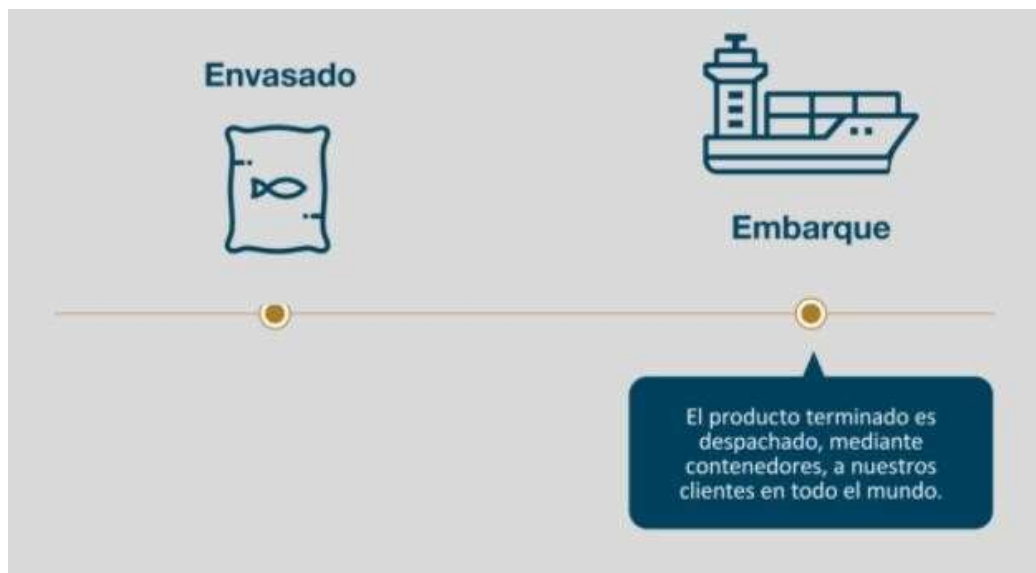 Envasado
Embarque
El producto terminado es
despachado, mediante
contenedores, a nuestros
clientes en todo el mundo.